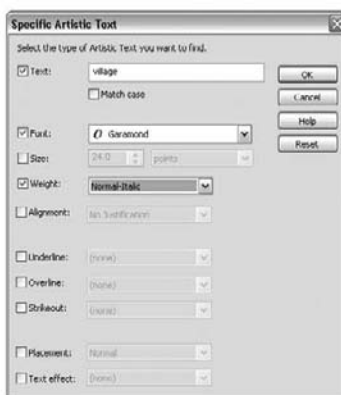 Specific Artistic Text
Select the type of Artistic Text you want to find.
Text: village
Match case
OK
Cancel
Help
Reset
Font: O Garamond
Size: 24.0 points
Weight: Normal-Italic
Alignment: No Justification
Underline: (none)
Overline: (none)
Strikeout: (none)
Placement: Normal
Text effect: (none)